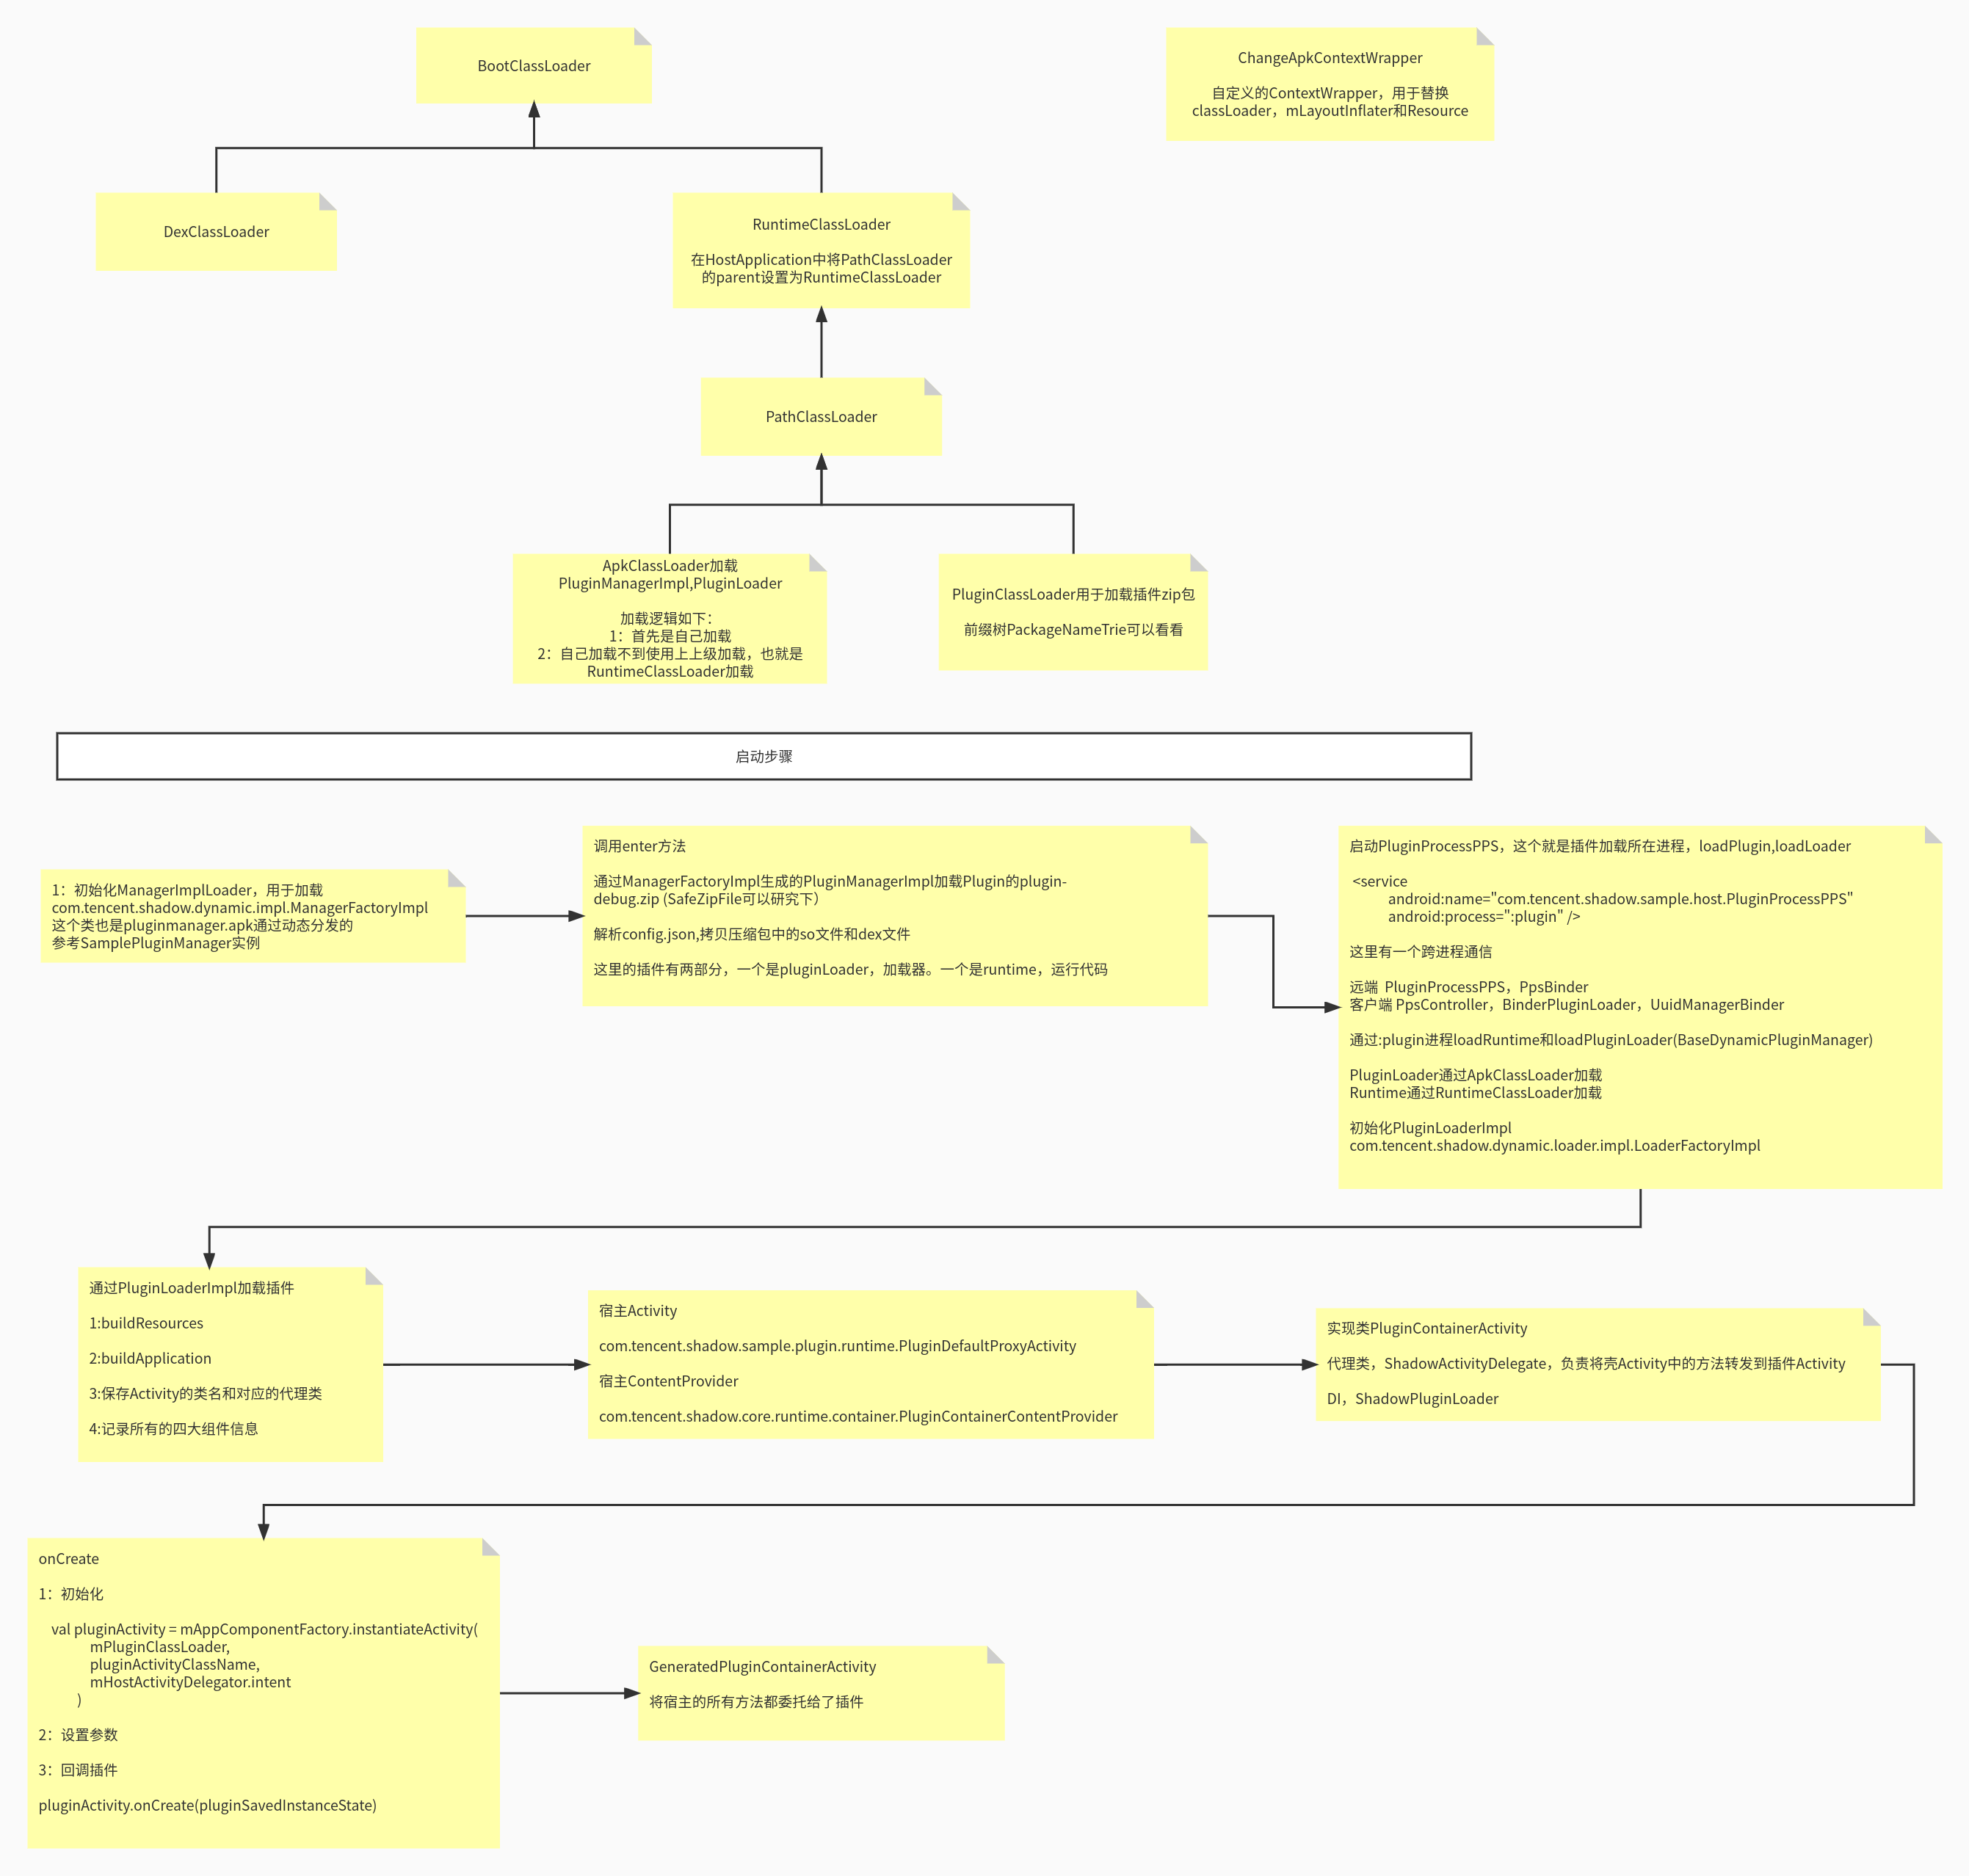 BootClassLoader
ChangeApkContextWrapper
自定义的ContextWrapper，用于替换
classLoader，mLayoutInflater和Resource
DexClassLoader
RuntimeClassLoader
在HostApplication中将PathClassLoader
的parent设置为RuntimeClassLoader
PathClassLoader
ApkClassLoader加载
PluginManagerImpl,PluginLoader
加载逻辑如下：
1：首先是自己加载
2：自己加载不到使用上上级加载，也就是
RuntimeClassLoader加载
PluginClassLoader用于加载插件zip包
前缀树PackageNameTrie可以看看
启动步骤
1：初始化ManagerImplLoader，用于加载
com.tencent.shadow.dynamic.impl.ManagerFactoryImpl
这个类也是pluginmanager.apk通过动态分发的
参考SamplePluginManager实例
调用enter方法
通过ManagerFactoryImpl生成的PluginManagerImpl加载Plugin的plugin-
debug.zip (SafeZipFile可以研究下）
解析config.json,拷贝压缩包中的so文件和dex文件
这里的插件有两部分，一个是pluginLoader，加载器。一个是runtime，运行代码
启动PluginProcessPPS，这个就是插件加载所在进程，loadPlugin,loadLoader
<service
android:name="com.tencent.shadow.sample.host.PluginProcessPPS"
android:process=":plugin" />
这里有一个跨进程通信
远端 PluginProcessPPS，PpsBinder
客户端 PpsController，BinderPluginLoader，UuidManagerBinder
通过:plugin进程loadRuntime和loadPluginLoader(BaseDynamicPluginManager)
PluginLoader通过ApkClassLoader加载
Runtime通过RuntimeClassLoader加载
初始化PluginLoaderImpl
com.tencent.shadow.dynamic.loader.impl.LoaderFactoryImpl
通过PluginLoaderImpl加载插件
1:buildResources
2:buildApplication
3:保存Activity的类名和对应的代理类
4:记录所有的四大组件信息
宿主Activity
com.tencent.shadow.sample.plugin.runtime.PluginDefaultProxyActivity
宿主ContentProvider
com.tencent.shadow.core.runtime.container.PluginContainerContentProvider
实现类PluginContainerActivity
代理类，ShadowActivityDelegate，负责将壳Activity中的方法转发到插件Activity
DI，ShadowPluginLoader
onCreate
1：初始化
val pluginActivity = mAppComponentFactory.instantiateActivity(
mPluginClassLoader,
pluginActivityClassName,
mHostActivityDelegator.intent
)
2：设置参数
3：回调插件
pluginActivity.onCreate(pluginSavedInstanceState)
GeneratedPluginContainerActivity
将宿主的所有方法都委托给了插件